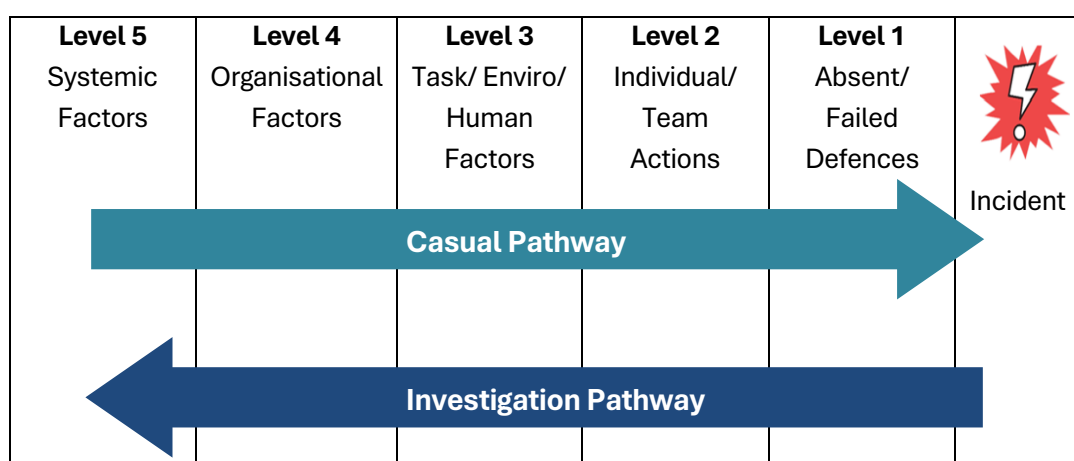 Level 5
Systemic
Factors
Level 4
Organisational
Factors
Level 3
Task/ Enviro/
Human
Factors
Level 2
Individual/
Team
Actions
Level 1
Absent/
Failed
Defences
Incident
Casual Pathway
Investigation Pathway